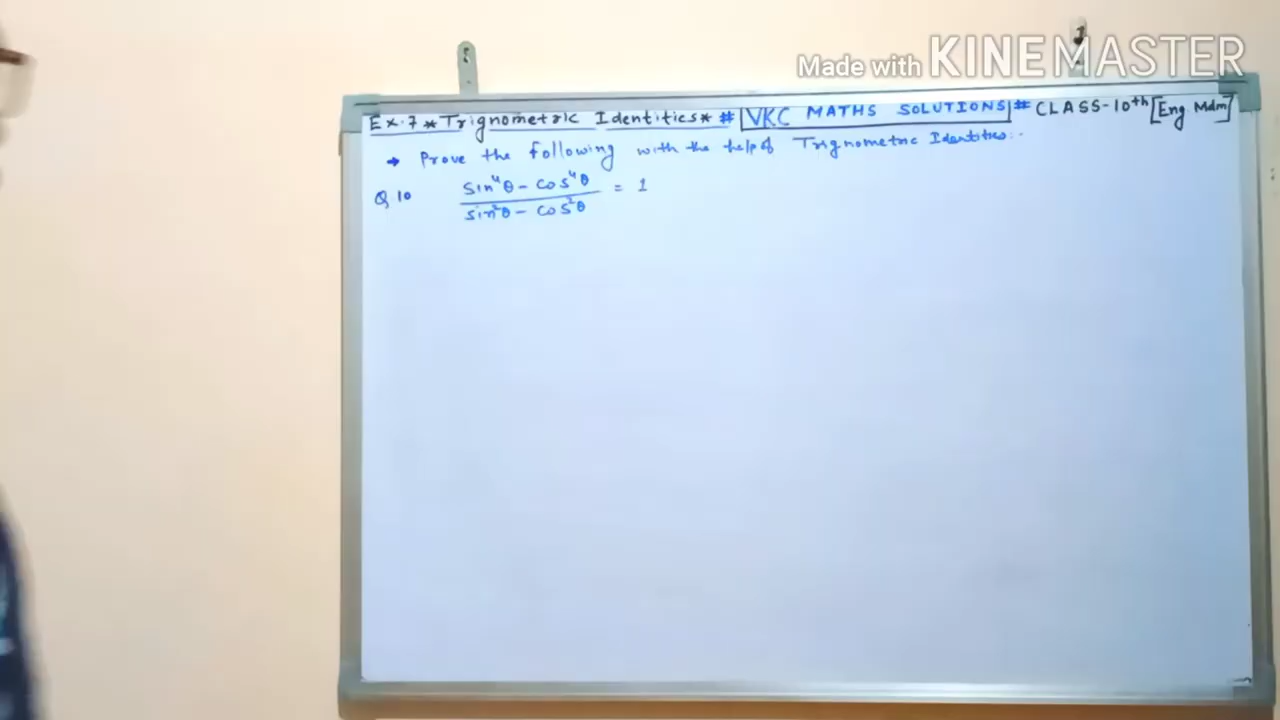 Made with KINEMASTER
Ex.7 * Trignometric Identities * # VKC MATHS SOLUTIONS # CLASS-10th [Eng Mdm]
→ Prove the following with the help of Trignometric Identities:-
Q 10 sin⁴θ - cos⁴θ / sin²θ - cos²θ = 1